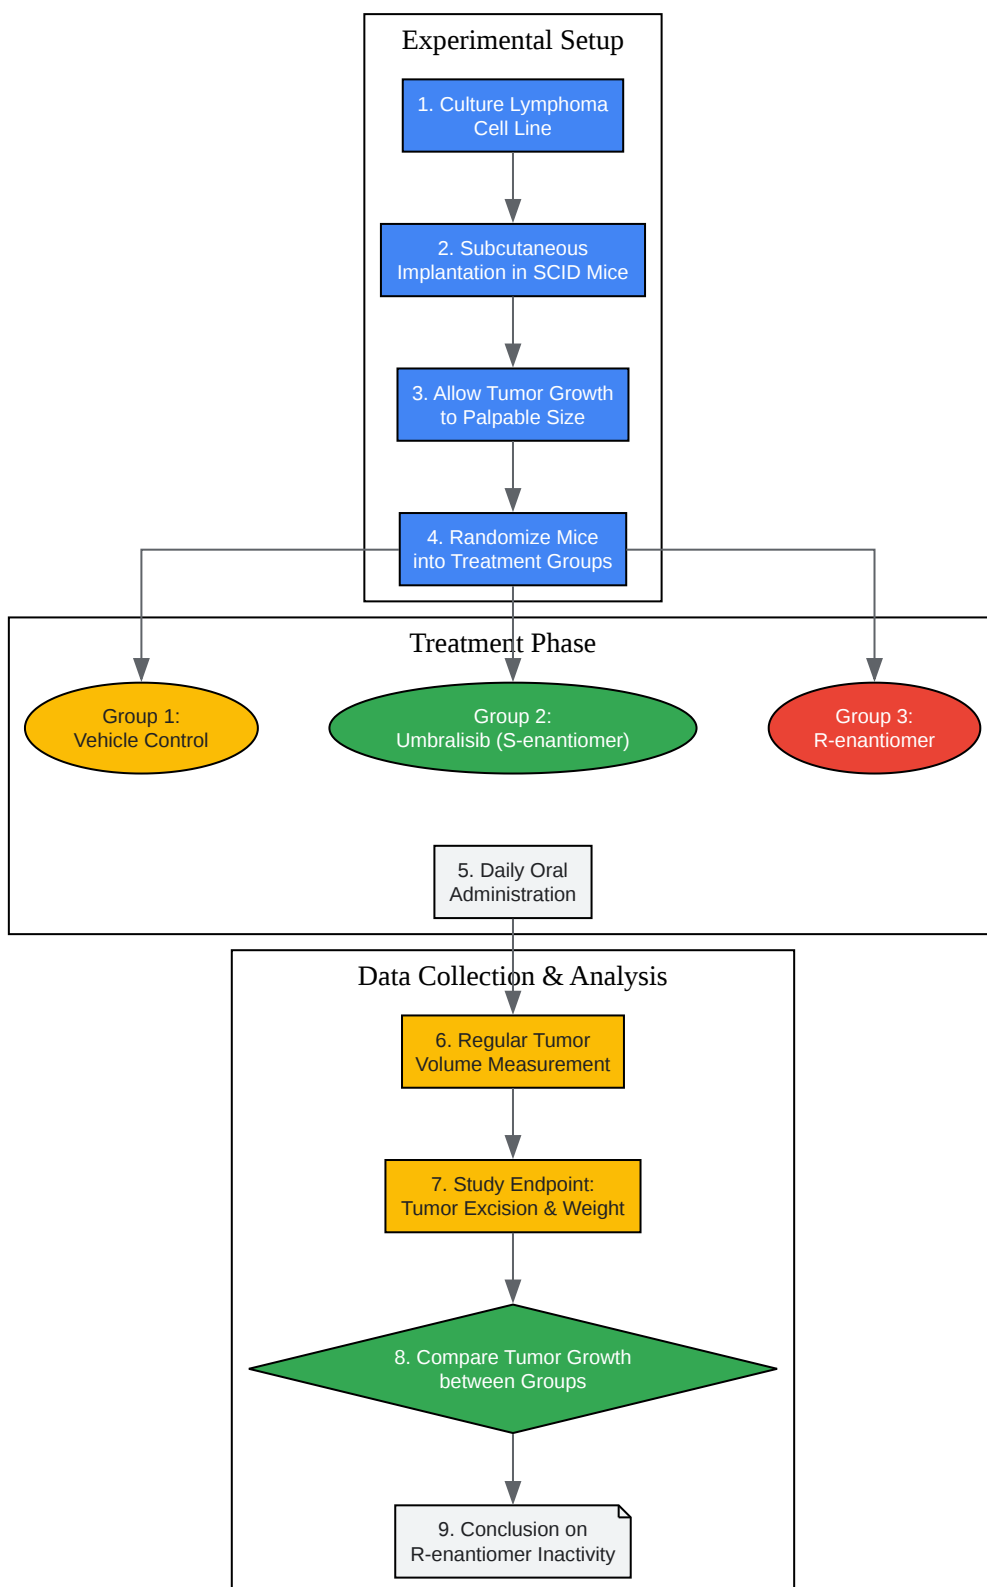 Experimental Setup
1. Culture Lymphoma
Cell Line
2. Subcutaneous
Implantation in SCID Mice
3. Allow Tumor Growth
to Palpable Size
4. Randomize Mice
into Treatment Groups
Treatment Phase
Group 1:
Vehicle Control
Group 2:
Umbralisib (S-enantiomer)
Group 3:
R-enantiomer
5. Daily Oral
Administration
Data Collection & Analysis
6. Regular Tumor
Volume Measurement
7. Study Endpoint:
Tumor Excision & Weight
8. Compare Tumor Growth
between Groups
9. Conclusion on
R-enantiomer Inactivity